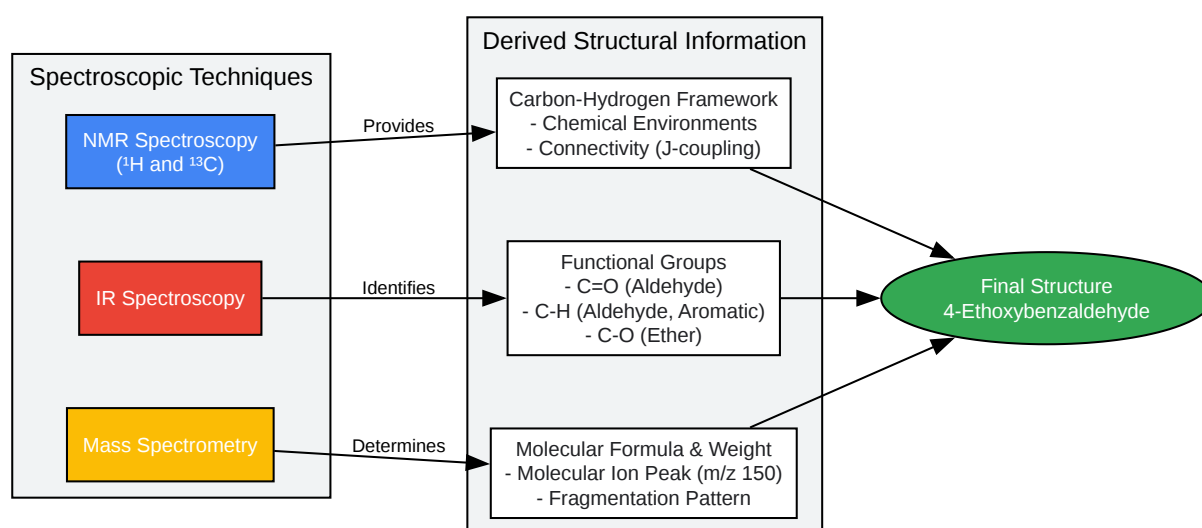 Spectroscopic Techniques
NMR Spectroscopy
(¹H and ¹³C)
IR Spectroscopy
Mass Spectrometry
Provides
Identifies
Determines
Derived Structural Information
Carbon-Hydrogen Framework
- Chemical Environments
- Connectivity (J-coupling)
Functional Groups
- C=O (Aldehyde)
- C-H (Aldehyde, Aromatic)
- C-O (Ether)
Molecular Formula & Weight
- Molecular Ion Peak (m/z 150)
- Fragmentation Pattern
Final Structure
4-Ethoxybenzaldehyde